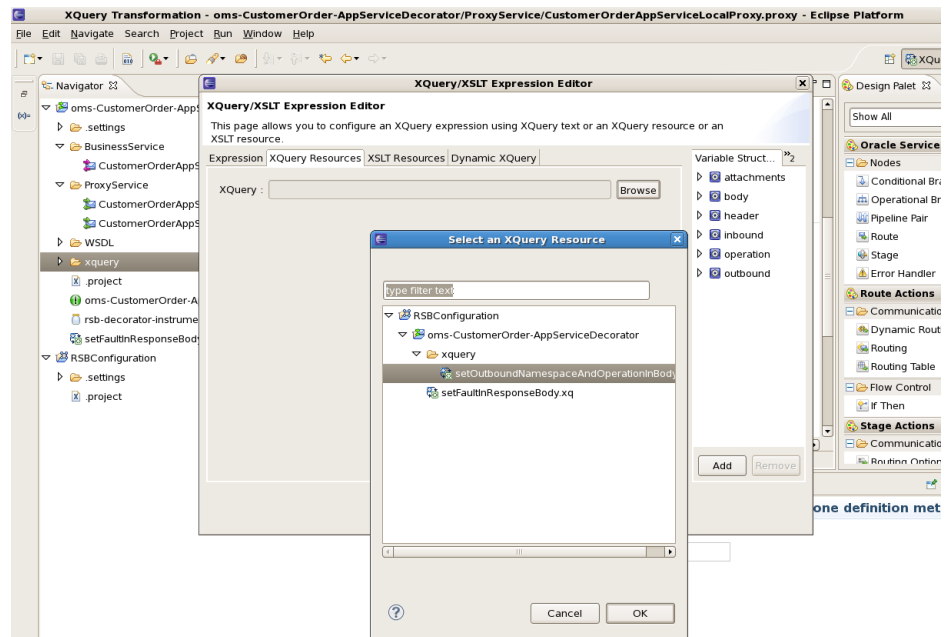 XQuery Transformation - oms-CustomerOrder-AppServiceDecorator/ProxyService/CustomerOrderAppServiceLocalProxy.proxy - Eclipse Platform
File Edit Navigate Search Project Run Window Help
XQu
Navigator
oms-CustomerOrder-AppS
.settings
BusinessService
CustomerOrderAppS
ProxyService
CustomerOrderAppS
CustomerOrderAppS
WSDL
xquery
.project
oms-CustomerOrder-A
rsb-decorator-instrume
setFaultInResponseBody
RSBConfiguration
.settings
.project
XQuery/XSLT Expression Editor
XQuery/XSLT Expression Editor
This page allows you to configure an XQuery expression using XQuery text or an XQuery resource or an
XSLT resource.
Expression XQuery Resources XSLT Resources Dynamic XQuery
XQuery : Browse
Variable Struct... »2
attachments
body
header
inbound
operation
outbound
Add Remove
Select an XQuery Resource
type filter text
RSBConfiguration
oms-CustomerOrder-AppServiceDecorator
xquery
setOutboundNamespaceAndOperationInBody
setFaultInResponseBody.xq
Cancel OK
Design Palet
Show All
Oracle Service
Nodes
Conditional Bra
Operational Br
Pipeline Pair
Route
Stage
Error Handler
Route Actions
Communicatio
Dynamic Rout
Routing
Routing Table
Flow Control
If Then
Stage Actions
Communicatio
Routing Option
one definition met